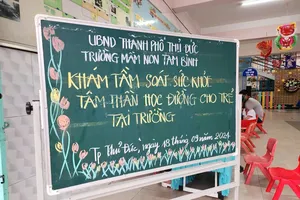 UBND THÀNH PHỐ THỦ ĐỨC
TRƯỜNG MẦM NON TAM BÌNH
KHÁM TẦM SOÁT SỨC KHỎE
TÂM THẦN HỌC ĐƯỜNG CHO TRẺ
TẠI TRƯỜNG
Tp Thủ Đức, ngày 18 tháng 09 năm 2024